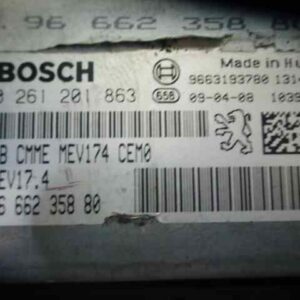 96 662 358 80
BOSCH
Made in Hu
0 261 201 863
9663193780 131
558
09-04-08 1039
B CMME MEV174 CEM0
EV17.4
6 662 358 80